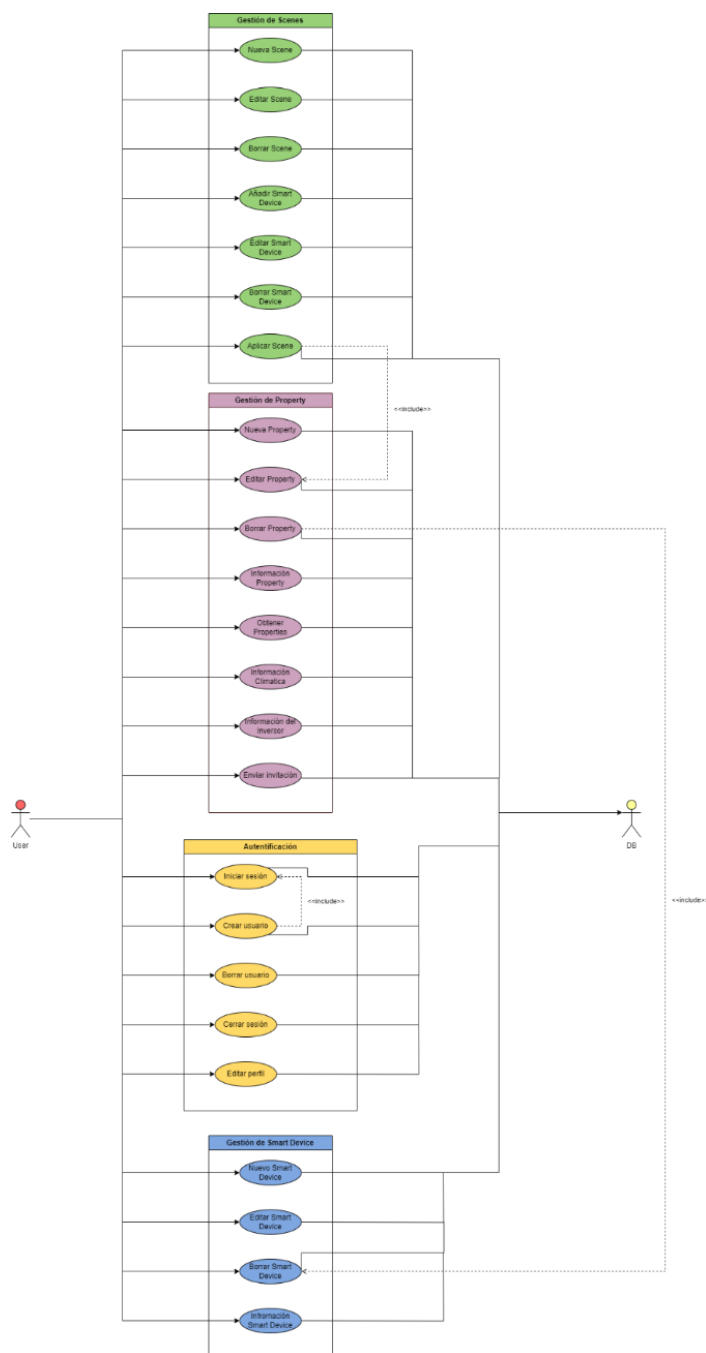 Gestión de Scenes
Nueva Scene
Editar Scene
Borrar Scene
Añadir Smart
Device
Editar Smart
Device
Borrar Smart
Device
Aplicar Scene
<<include>>
Gestión de Property
Nueva Property
Editar Property
Borrar Property
Información
Property
Obtener
Properties
Información
Climatica
Información del
Inversor
Enviar invitación
User
DB
Autentificación
Iniciar sesión
<<include>>
Crear usuario
<<include>>
Borrar usuario
Cerrar sesión
Editar perfil
Gestión de Smart Device
Nuevo Smart
Device
Editar Smart
Device
Borrar Smart
Device
Infromación
Smart Device